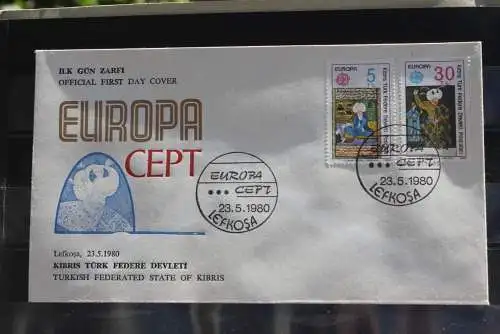 İLK GÜN ZARFI
OFFICIAL FIRST DAY COVER
EUROPA
CEPT
5
30
EUROPA
CEPT
23.5.1980
LEFKOŞA
EUROPA
CEPT
23.5.1980
LEFKOŞA
Lefkoşa, 23.5.1980
KIBRIS TÜRK FEDERE DEVLETİ
TURKISH FEDERATED STATE OF KIBRIS